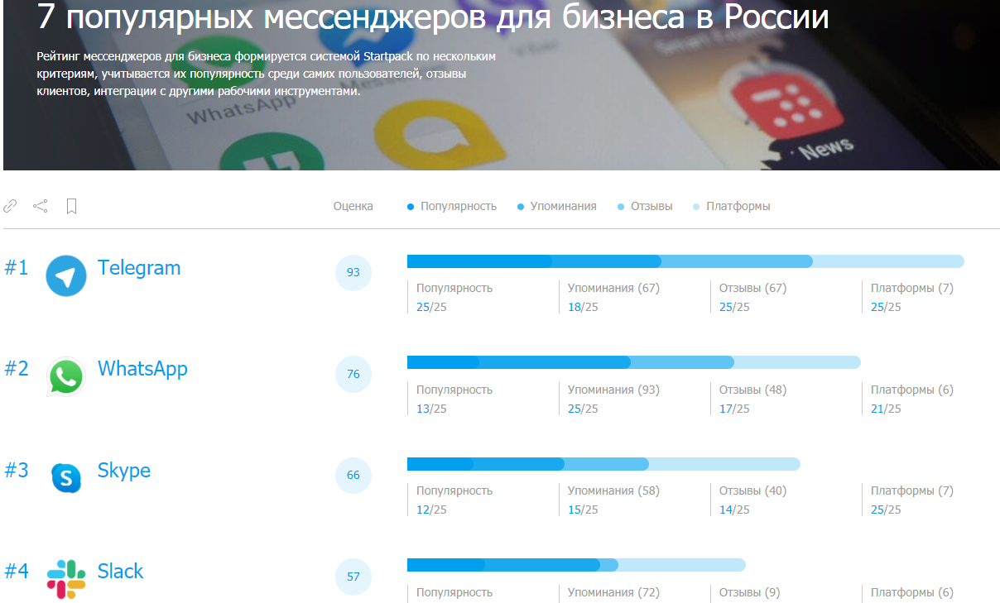 7 популярных мессенджеров для бизнеса в России
Рейтинг мессенджеров для бизнеса формируется системой Startpack по нескольким
критериям, учитывается их популярность среди самих пользователей, отзывы
клиентов, интеграции с другими рабочими инструментами.
WhatsApp
Messenger
Viber
News
Оценка
Популярность
Упоминания
Отзывы
Платформы
#1
Telegram
93
Популярность
Упоминания (67)
Отзывы (67)
Платформы (7)
25/25
18/25
25/25
25/25
#2
WhatsApp
76
Популярность
Упоминания (93)
Отзывы (48)
Платформы (6)
13/25
25/25
17/25
21/25
#3
Skype
66
Популярность
Упоминания (58)
Отзывы (40)
Платформы (7)
12/25
15/25
14/25
25/25
#4
Slack
57
Популярность
Упоминания (72)
Отзывы (9)
Платформы (6)